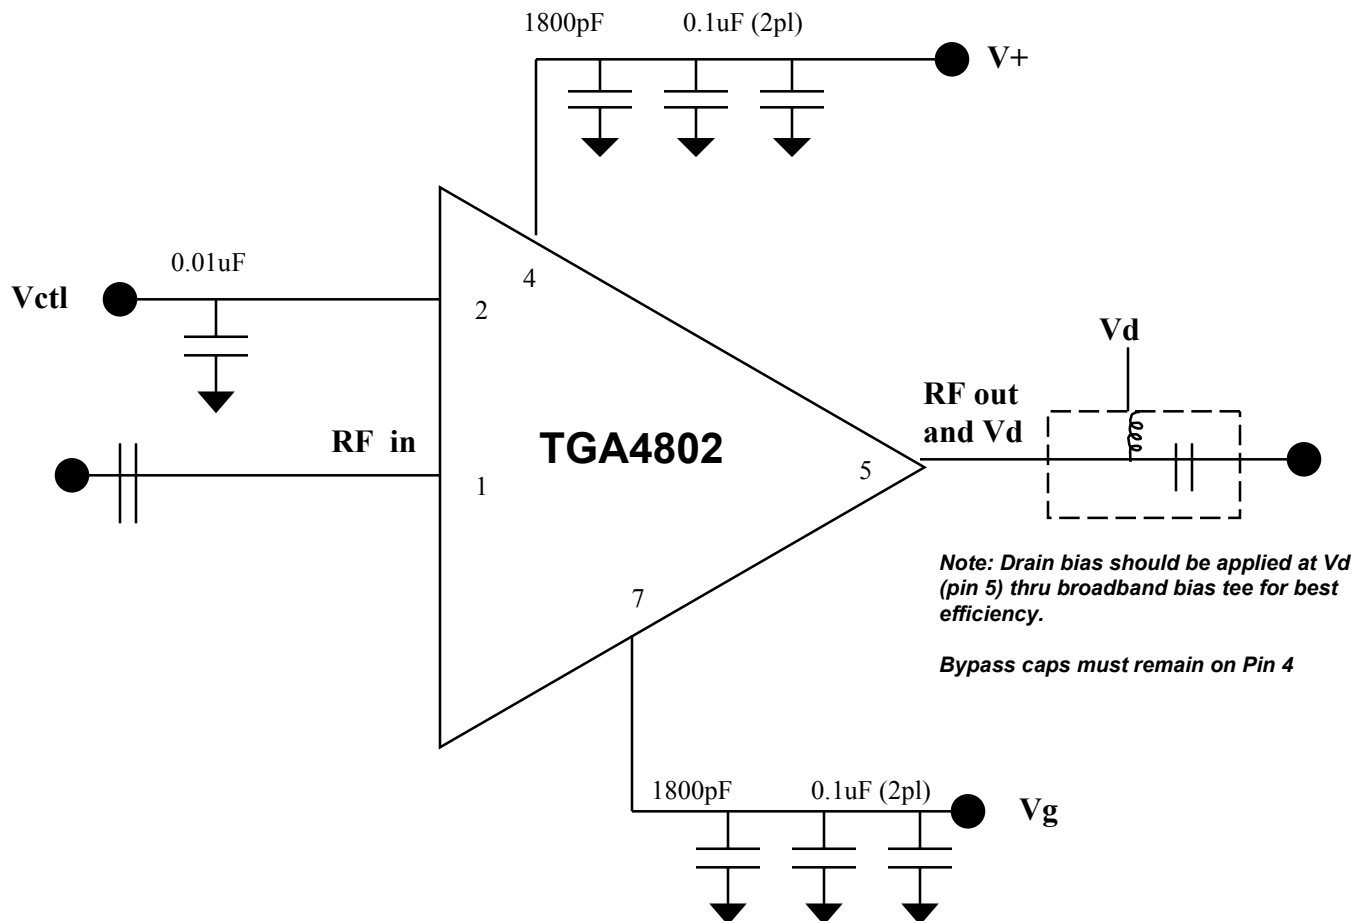 1800pF
0.1uF (2pl)
V+
0.01uF
4
Vctl
2
Vd
RF out
and Vd
RF in
TGA4802
1
5
Note: Drain bias should be applied at Vd
(pin 5) thru broadband bias tee for best
efficiency.
7
Bypass caps must remain on Pin 4
1800pF
0.1uF (2pl)
Vg